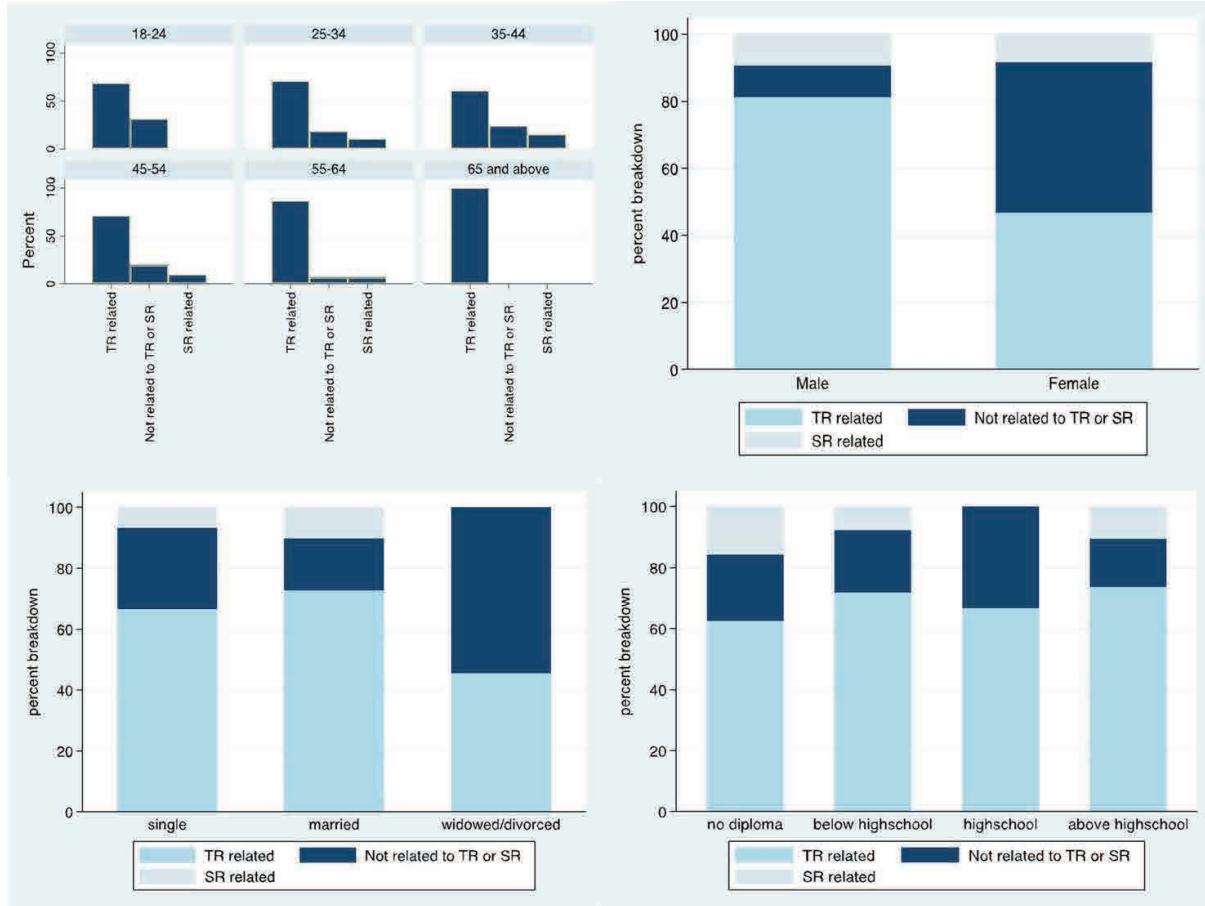 18-24 25-34 35-44
100
50
0
45-54 55-64 65 and above
100
50
0
Percent
TR related
Not related to TR or SR
SR related
TR related
Not related to TR or SR
SR related
TR related
Not related to TR or SR
SR related
100
80
60
40
20
0
percent breakdown
Male Female
TR related Not related to TR or SR
SR related
100
80
60
40
20
0
percent breakdown
single married widowed/divorced
TR related Not related to TR or SR
SR related
100
80
60
40
20
0
percent breakdown
no diploma below highschool highschool above highschool
TR related Not related to TR or SR
SR related